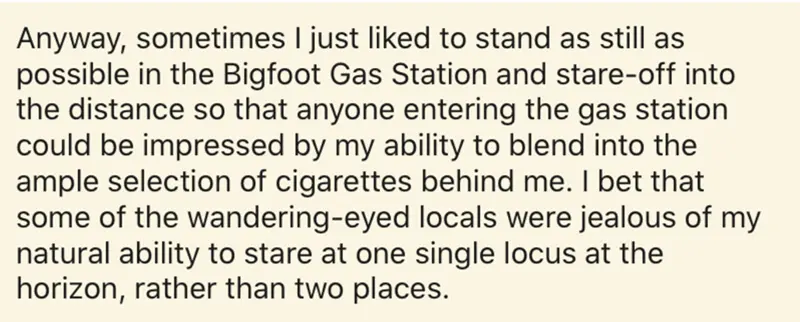 Anyway, sometimes I just liked to stand as still as
possible in the Bigfoot Gas Station and stare-off into
the distance so that anyone entering the gas station
could be impressed by my ability to blend into the
ample selection of cigarettes behind me. I bet that
some of the wandering-eyed locals were jealous of my
natural ability to stare at one single locus at the
horizon, rather than two places.